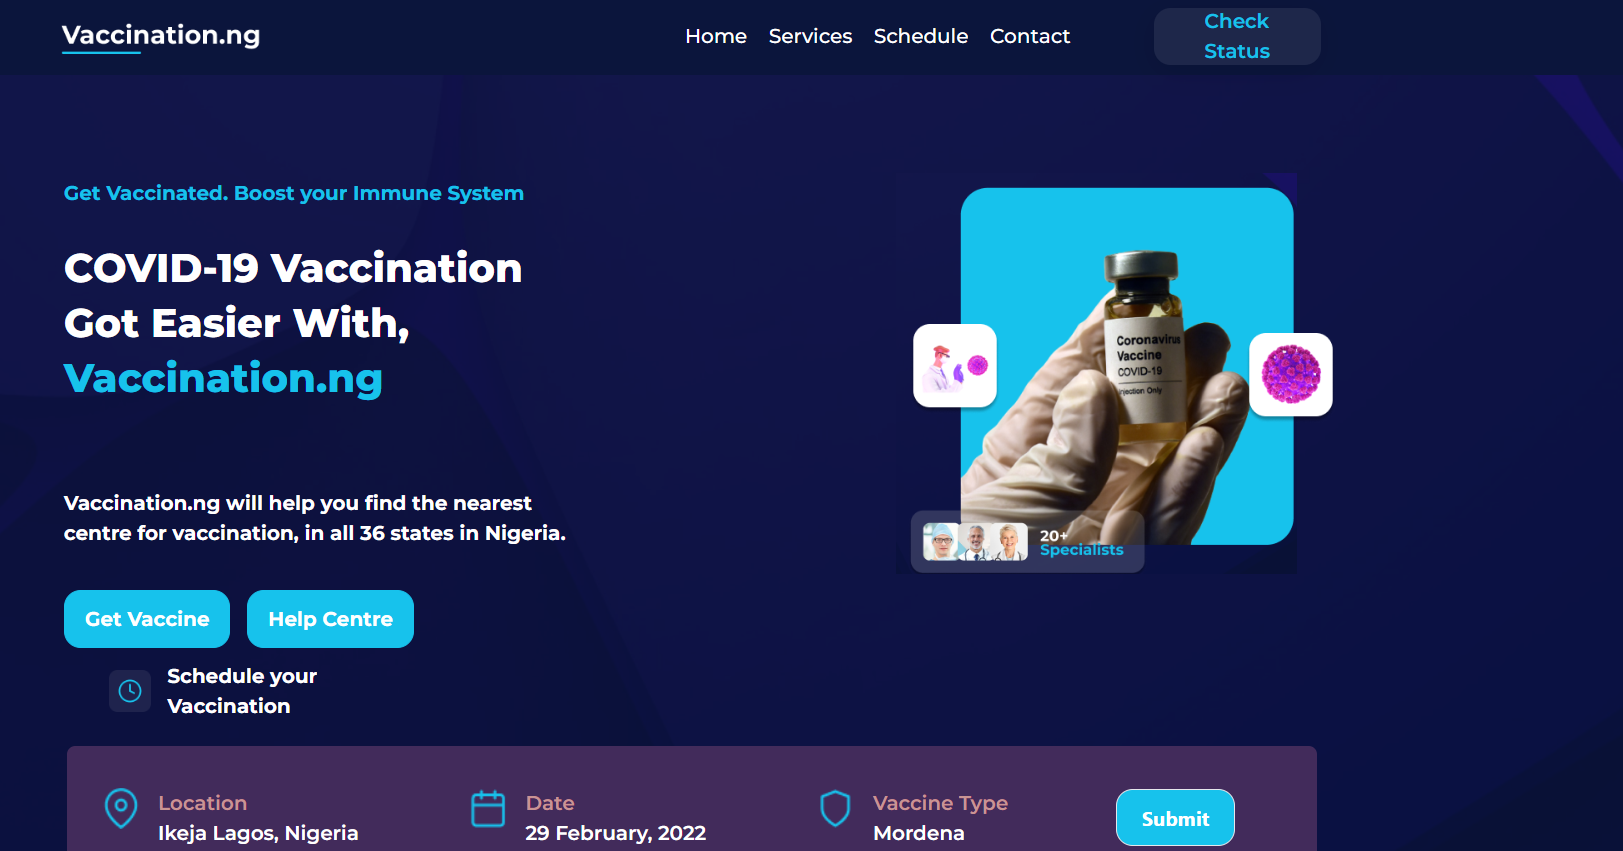 Vaccination.ng
Home Services Schedule Contact
Check
Status
Get Vaccinated. Boost your Immune System
COVID-19 Vaccination
Got Easier With,
Vaccination.ng
Vaccination.ng will help you find the nearest
centre for vaccination, in all 36 states in Nigeria.
Get Vaccine
Help Centre
Coronavirus
Vaccine
COVID-19
Injection Only
20+
Specialists
Schedule your
Vaccination
Location
Ikeja Lagos, Nigeria
Date
29 February, 2022
Vaccine Type
Mordena
Submit